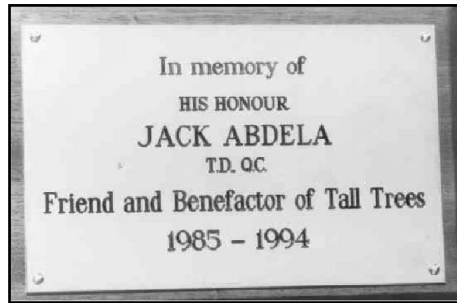 In memory of
HIS HONOUR
JACK ABDELA
T.D. Q.C.
Friend and Benefactor of Tall Trees
1985 - 1994